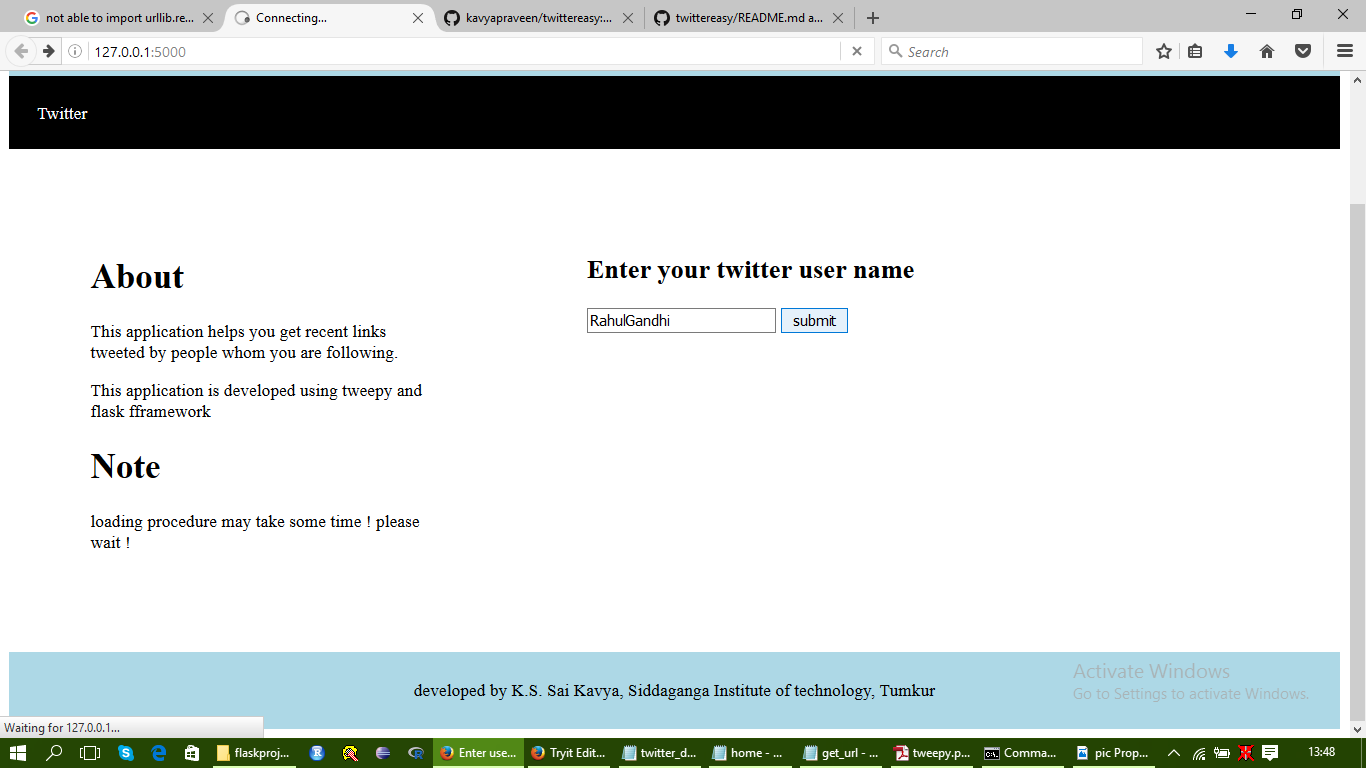 not able to import urllib.re...
Connecting...
kavyapraveen/twittereasy:...
twittereasy/README.md a...
127.0.0.1:5000
Search
Twitter
About
This application helps you get recent links
tweeted by people whom you are following.
This application is developed using tweepy and
flask fframework
Note
loading procedure may take some time ! please
wait !
Enter your twitter user name
RahulGandhi submit
developed by K.S. Sai Kavya, Siddaganga Institute of technology, Tumkur
Activate Windows
Go to Settings to activate Windows.
Waiting for 127.0.0.1...
flaskproj... Enter use... Tryit Edit... twitter_d... home - ... get_url - ... tweepy.p... Comma... pic Prop... 13:48